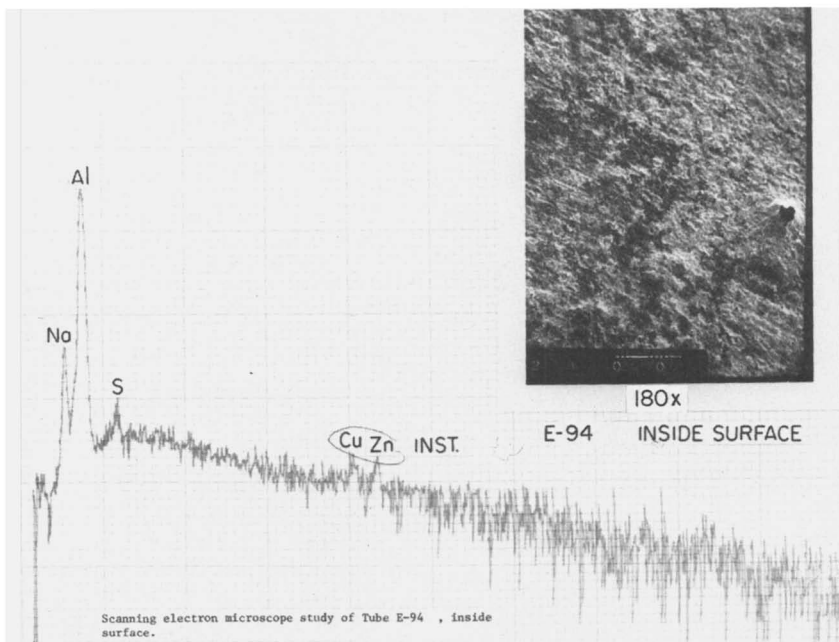 Al
Na
S
Cu Zn INST.
180x
E-94 INSIDE SURFACE
Scanning electron microscope study of Tube E-94 , inside
surface.